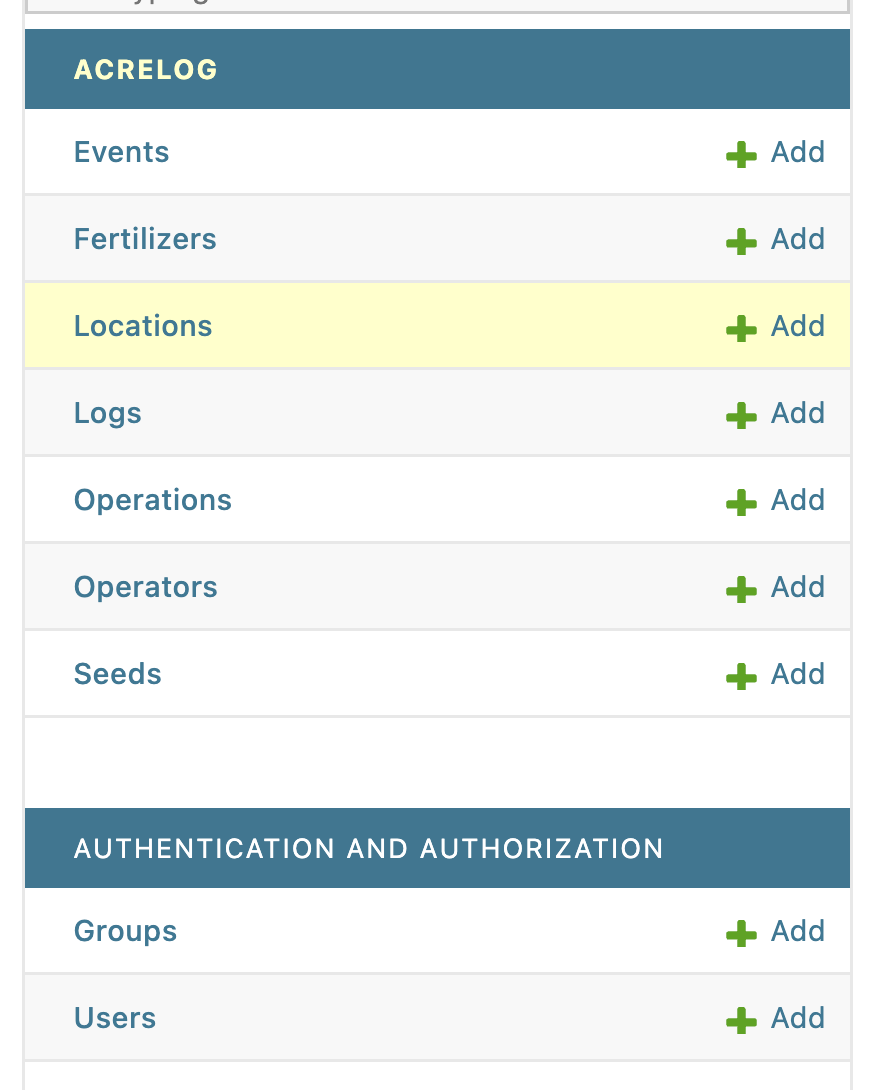 ACRELOG
Events Add
Fertilizers Add
Locations Add
Logs Add
Operations Add
Operators Add
Seeds Add
AUTHENTICATION AND AUTHORIZATION
Groups Add
Users Add